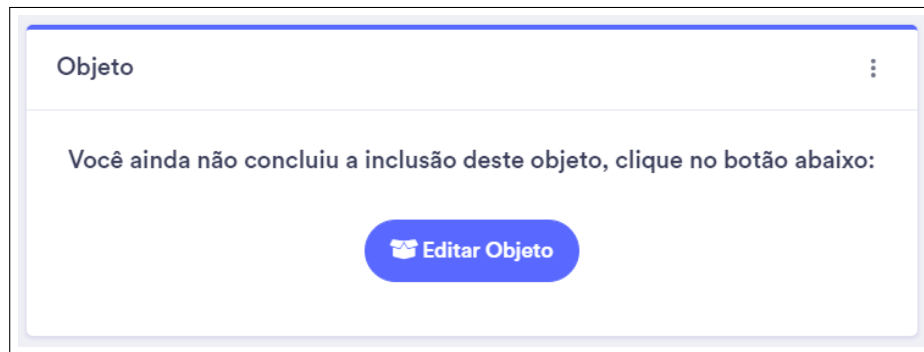 Objeto
Você ainda não concluiu a inclusão deste objeto, clique no botão abaixo:
Editar Objeto